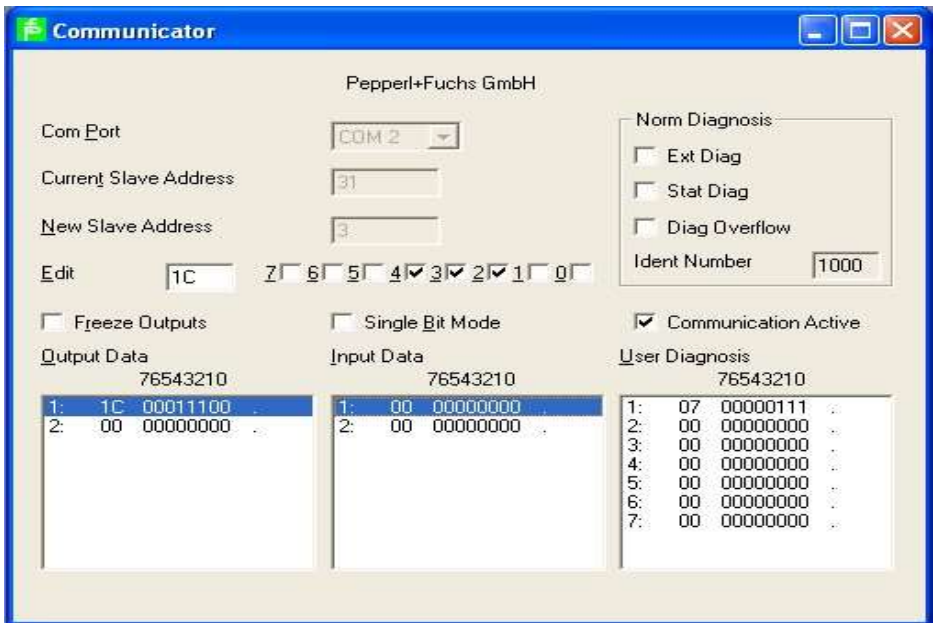 Communicator
Pepperl+Fuchs GmbH
Com Port
COM 2
Current Slave Address
31
New Slave Address
3
Edit
1C
7 6 5 4 3 2 1 0
Norm Diagnosis
Ext Diag
Stat Diag
Diag Overflow
Ident Number
1000
Freeze Outputs
Single Bit Mode
Communication Active
Output Data
76543210
1: 1C 00011100 .
2: 00 00000000 .
Input Data
76543210
1: 00 00000000 .
2: 00 00000000 .
User Diagnosis
76543210
1: 07 00000111 .
2: 00 00000000 .
3: 00 00000000 .
4: 00 00000000 .
5: 00 00000000 .
6: 00 00000000 .
7: 00 00000000 .